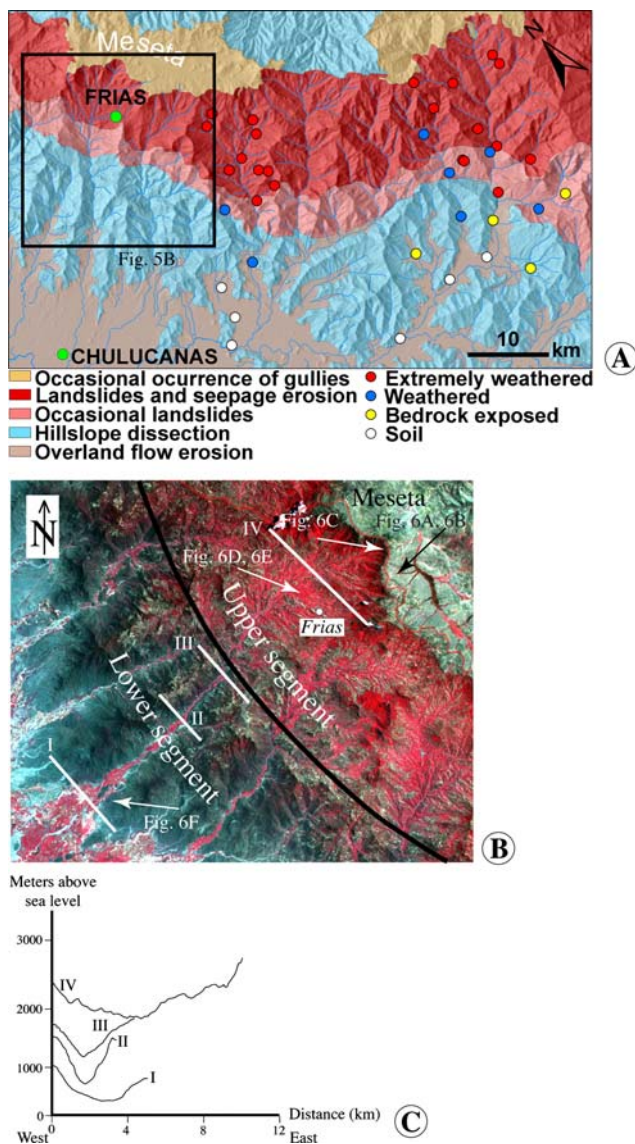 Meseta
N
FRIAS
Fig. 5B
CHULUCANAS
10
km
A
Occasional ocurrence of gullies
Landslides and seepage erosion
Occasional landslides
Hillslope dissection
Overland flow erosion
Extremely weathered
Weathered
Bedrock exposed
Soil
N
Meseta
IV
Fig. 6C
Fig. 6A, 6B
Fig. 6D, 6E
Frias
Upper segment
III
Lower segment
II
I
Fig. 6F
B
Meters above
sea level
3000
IV
2000
III
II
1000
I
0
0 4 8 12
Distance (km)
West
East
C